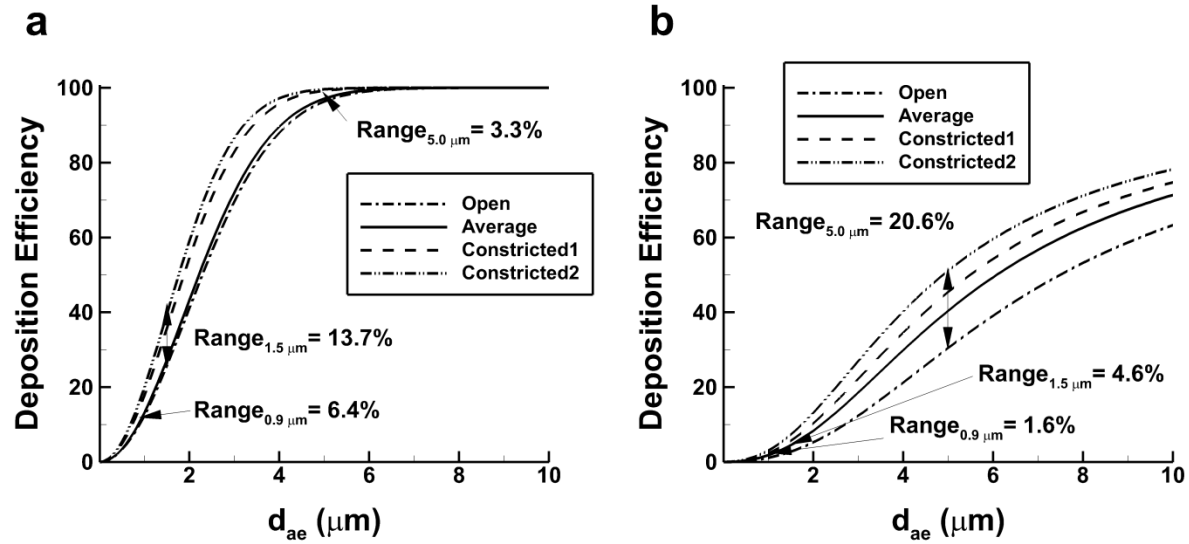 a
Deposition Efficiency
100
80
60
40
20
0
Range5.0 μm= 3.3%
Open
Average
Constricted1
Constricted2
Range1.5 μm= 13.7%
Range0.9 μm= 6.4%
2
4
6
8
10
dae (μm)
b
Deposition Efficiency
100
80
60
40
20
0
Open
Average
Constricted1
Constricted2
Range5.0 μm= 20.6%
Range1.5 μm= 4.6%
Range0.9 μm= 1.6%
2
4
6
8
10
dae (μm)